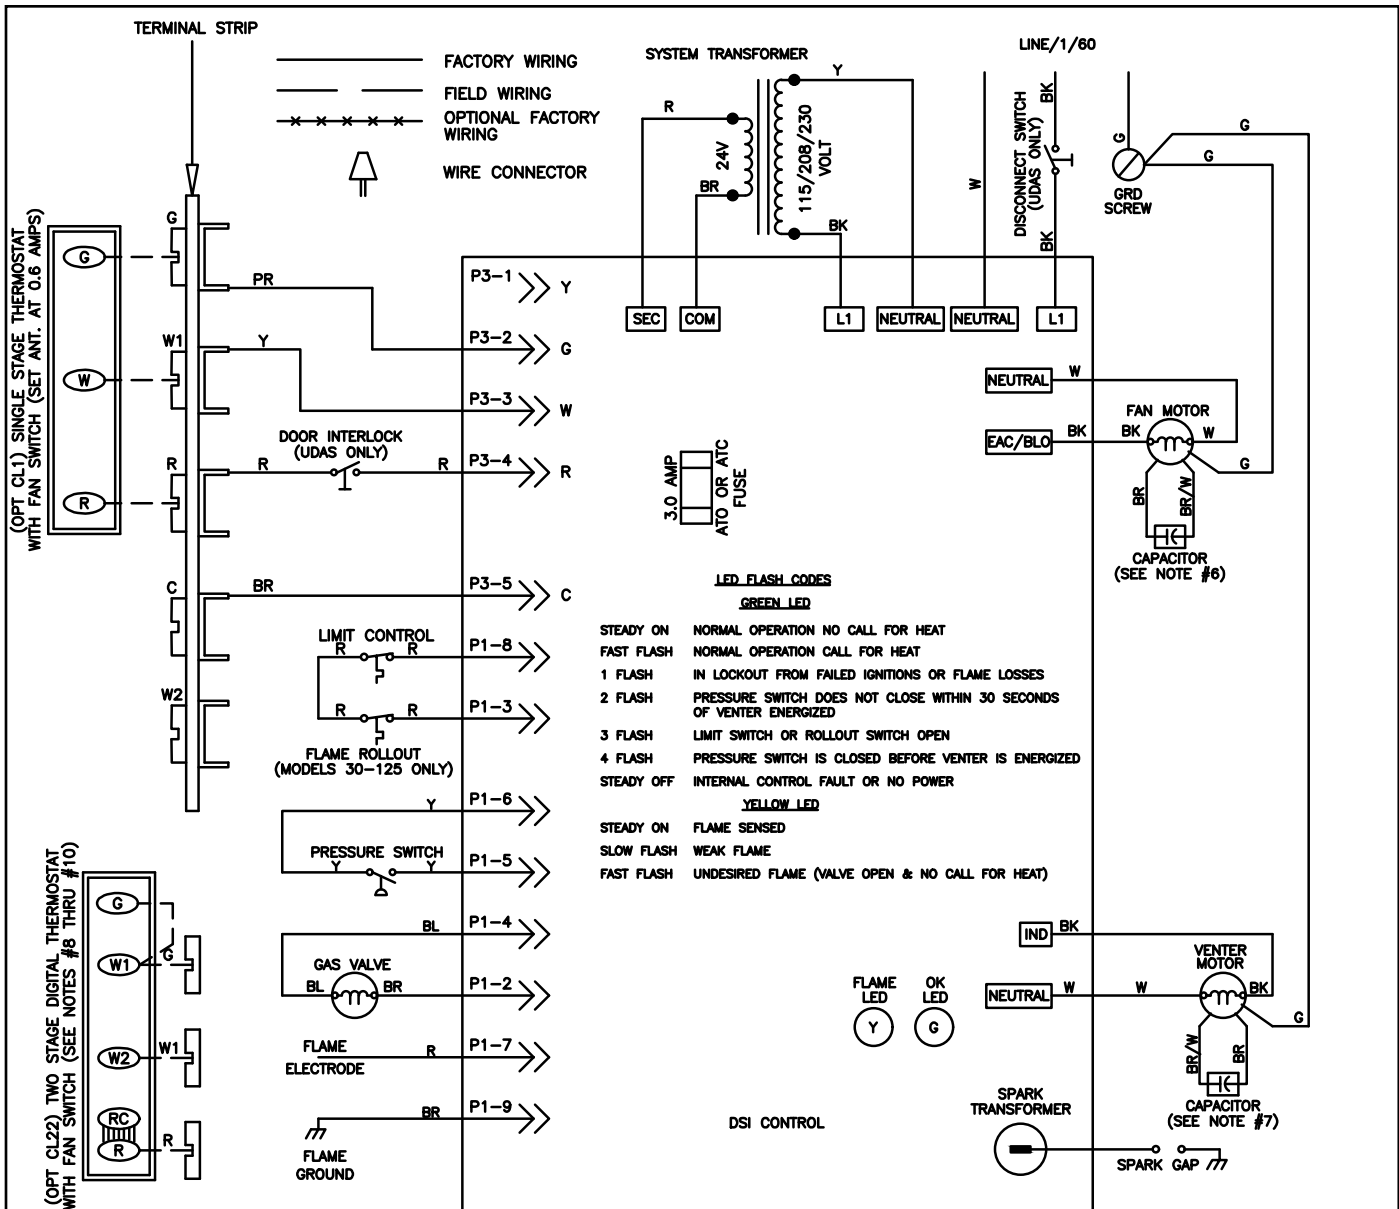 TERMINAL STRIP
FACTORY WIRING
FIELD WIRING
OPTIONAL FACTORY
WIRING
WIRE CONNECTOR
SYSTEM TRANSFORMER
R
Y
24V
115/208/230
VOLT
BR
BK
LINE/1/60
BK
DISCONNECT SWITCH
(UDAS ONLY)
W
BK
G
G
G
GRD
SCREW
(OPT CL1) SINGLE STAGE THERMOSTAT
WITH FAN SWITCH (SET ANT. AT 0.6 AMPS)
G
W
R
G
PR
W1
Y
R
R
DOOR INTERLOCK
(UDAS ONLY)
R
C
BR
W2
P3-1
Y
P3-2
G
P3-3
W
P3-4
R
P3-5
C
SEC
COM
L1
NEUTRAL
NEUTRAL
L1
NEUTRAL
W
FAN MOTOR
EAC/BLO
BK
BK
W
G
BR
BR/W
CAPACITOR
(SEE NOTE #6)
3.0 AMP
ATO OR ATC
FUSE
LIMIT CONTROL
R
R
P1-8
R
R
P1-3
FLAME ROLLOUT
(MODELS 30-125 ONLY)
LED FLASH CODES
GREEN LED
STEADY ON NORMAL OPERATION NO CALL FOR HEAT
FAST FLASH NORMAL OPERATION CALL FOR HEAT
1 FLASH IN LOCKOUT FROM FAILED IGNITIONS OR FLAME LOSSES
2 FLASH PRESSURE SWITCH DOES NOT CLOSE WITHIN 30 SECONDS
OF VENTER ENERGIZED
3 FLASH LIMIT SWITCH OR ROLLOUT SWITCH OPEN
4 FLASH PRESSURE SWITCH IS CLOSED BEFORE VENTER IS ENERGIZED
STEADY OFF INTERNAL CONTROL FAULT OR NO POWER
YELLOW LED
STEADY ON FLAME SENSED
SLOW FLASH WEAK FLAME
FAST FLASH UNDESIRED FLAME (VALVE OPEN & NO CALL FOR HEAT)
Y
P1-6
PRESSURE SWITCH
Y
Y
P1-5
BL
P1-4
GAS VALVE
BL
BR
P1-2
FLAME
ELECTRODE
R
P1-7
BR
P1-9
FLAME
GROUND
(OPT CL22) TWO STAGE DIGITAL THERMOSTAT
WITH FAN SWITCH (SEE NOTES #8 THRU #10)
G
W1
G
W2
W1
RC
R
R
FLAME
LED
Y
OK
LED
G
IND
BK
VENTER
MOTOR
NEUTRAL
W
W
BK
G
BR/W
BR
CAPACITOR
(SEE NOTE #7)
DSI CONTROL
SPARK
TRANSFORMER
SPARK GAP